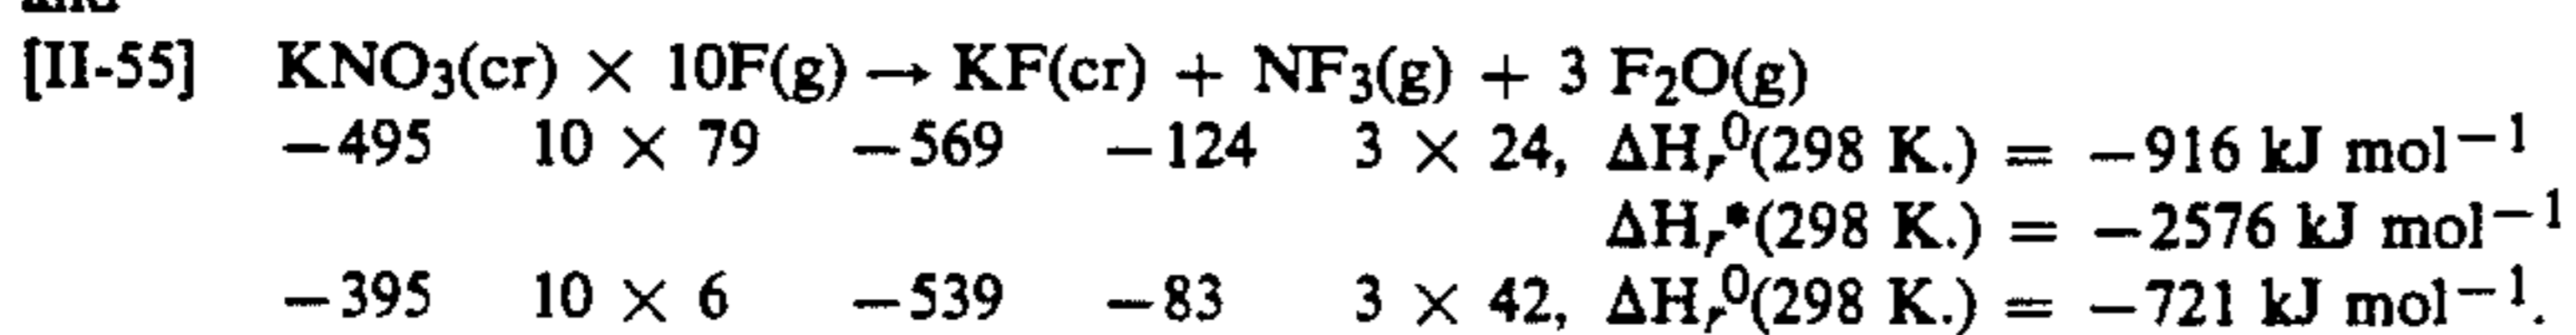 [II-55] KNO₃(cr) × 10F(g) → KF(cr) + NF₃(g) + 3 F₂O(g)
−495 10 × 79 −569 −124 3 × 24, ΔHᵣ⁰(298 K.) = −916 kJ mol⁻¹
ΔHᵣ*(298 K.) = −2576 kJ mol⁻¹
−395 10 × 6 −539 −83 3 × 42, ΔHᵣ⁰(298 K.) = −721 kJ mol⁻¹.